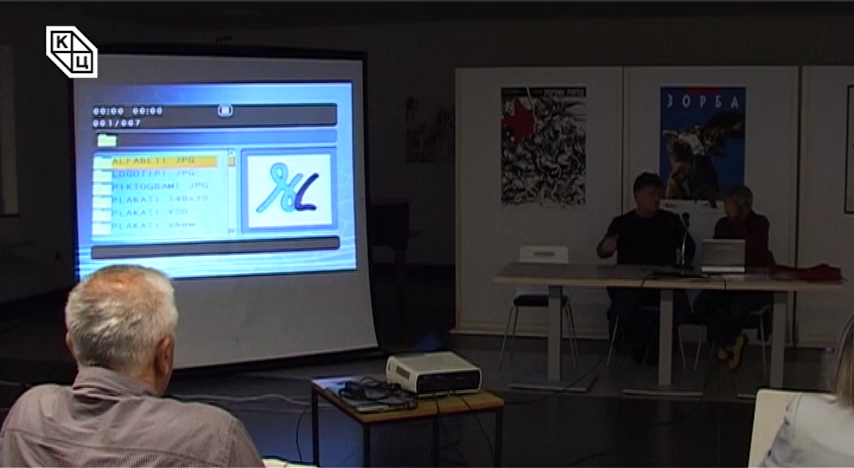 КЦ
00:00 00:00
001/007
ALFABETI JPG
LOGOTIPI JPG
PIKTOGRAMI JPG
PLAKATI 140x10
PLAKATI VSD
PLAKATI show
ЗОРБА